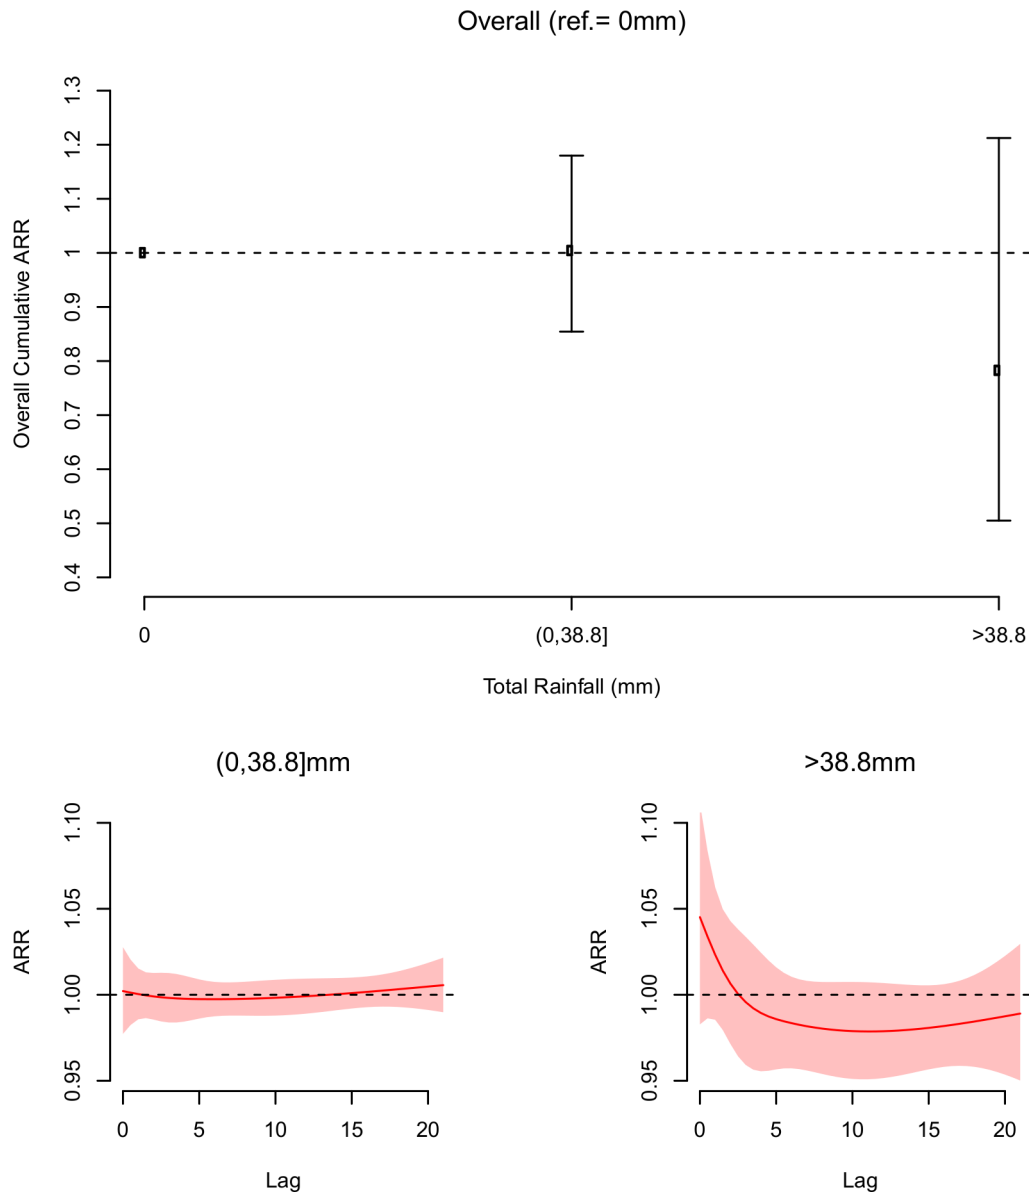 Overall (ref.= 0mm)
Overall Cumulative ARR
1.3
1.2
1.1
1
0.9
0.8
0.7
0.6
0.5
0.4
0
(0,38.8]
>38.8
Total Rainfall (mm)
(0,38.8]mm
ARR
1.10
1.05
1.00
0.95
0 5 10 15 20
Lag
>38.8mm
ARR
1.10
1.05
1.00
0.95
0 5 10 15 20
Lag